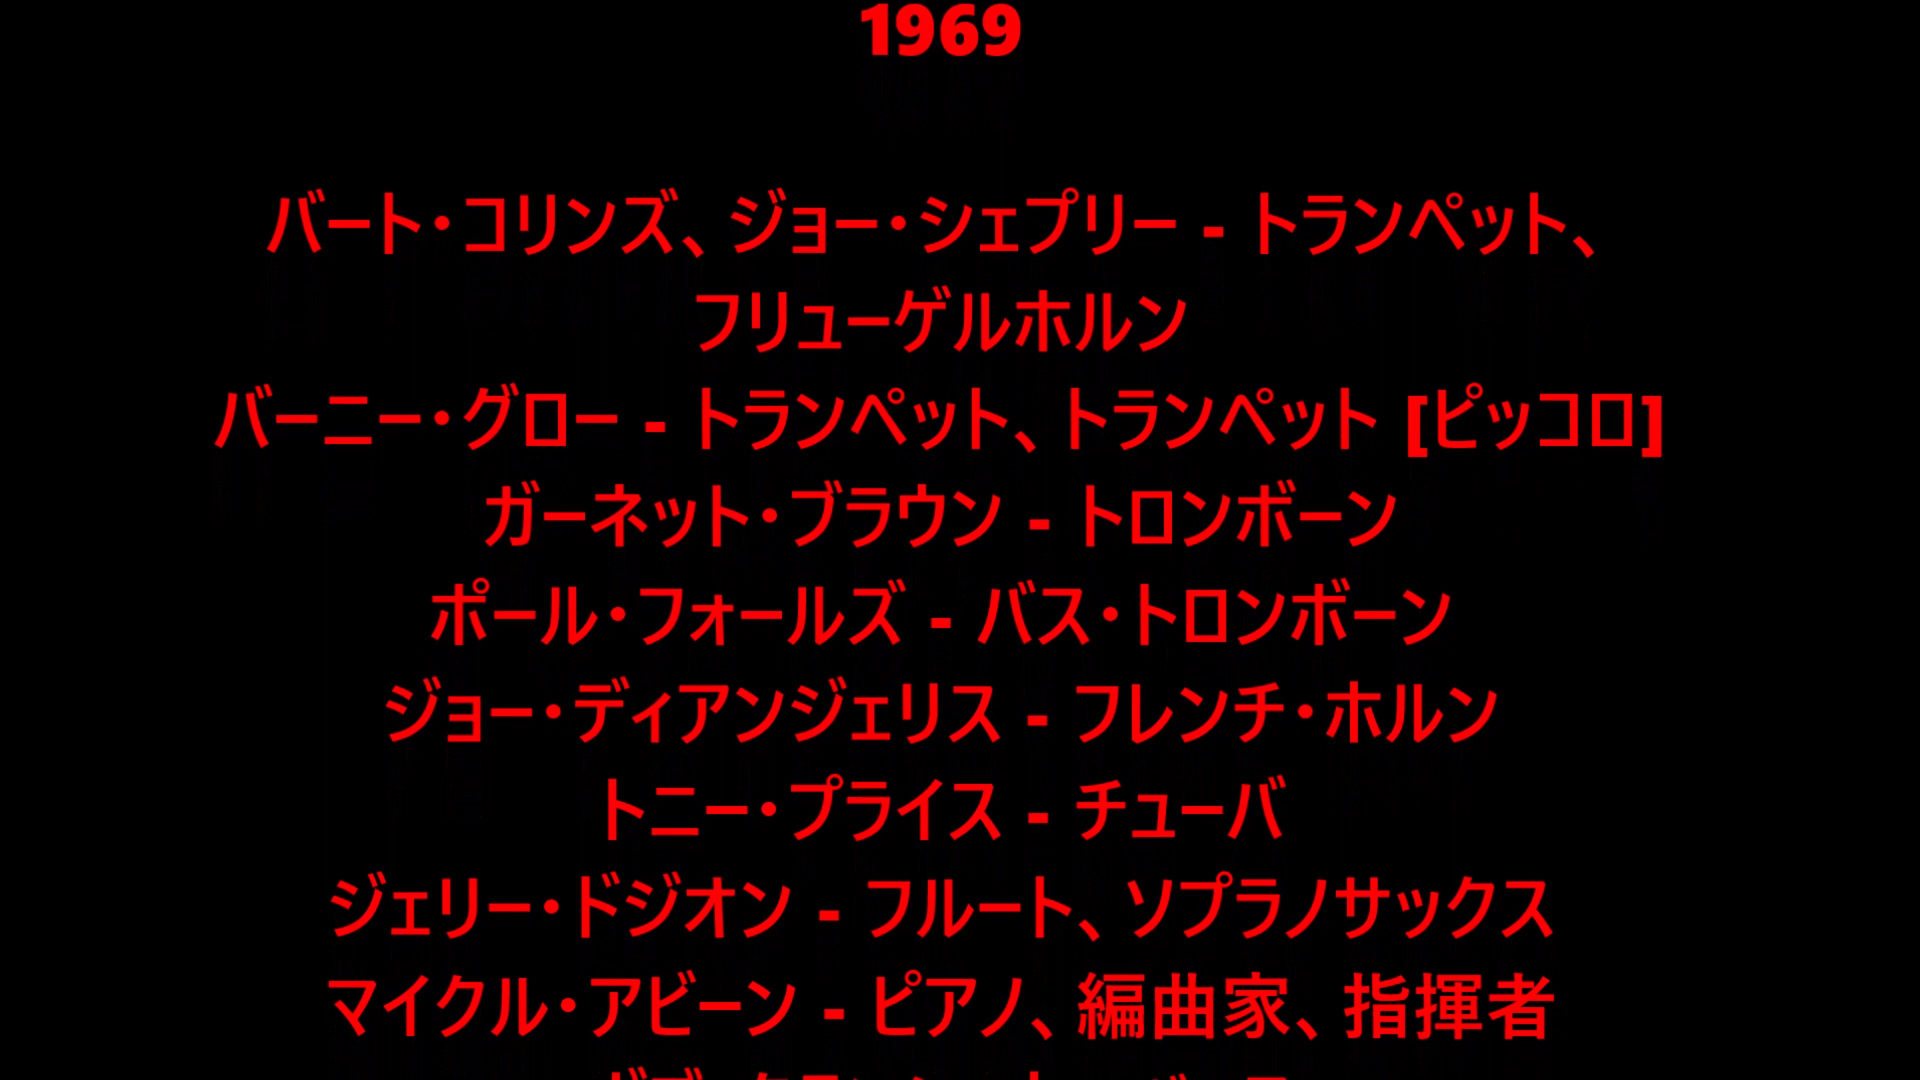 1969
バート・コリンズ、ジョー・シェプリー - トランペット、
フリューゲルホルン
バーニー・グロー - トランペット、トランペット [ピッコロ]
ガーネット・ブラウン - トロンボーン
ポール・フォールズ - バス・トロンボーン
ジョー・ディアンジェリス - フレンチ・ホルン
トニー・プライス - チューバ
ジェリー・ドジオン - フルート、ソプラノサックス
マイクル・アビーン - ピアノ、編曲家、指揮者